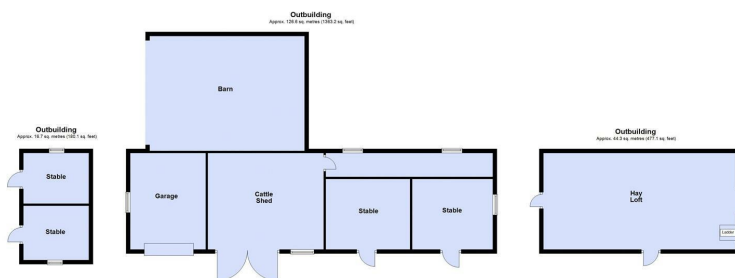 Outbuilding
Approx. 16.7 sq. metres (180.1 sq. feet)
Stable
Stable
Outbuilding
Approx. 126.6 sq. metres (1363.2 sq. feet)
Barn
Garage
Cattle
Shed
Stable
Stable
Outbuilding
Approx. 44.3 sq. metres (477.1 sq. feet)
Hay
Loft
Ladder